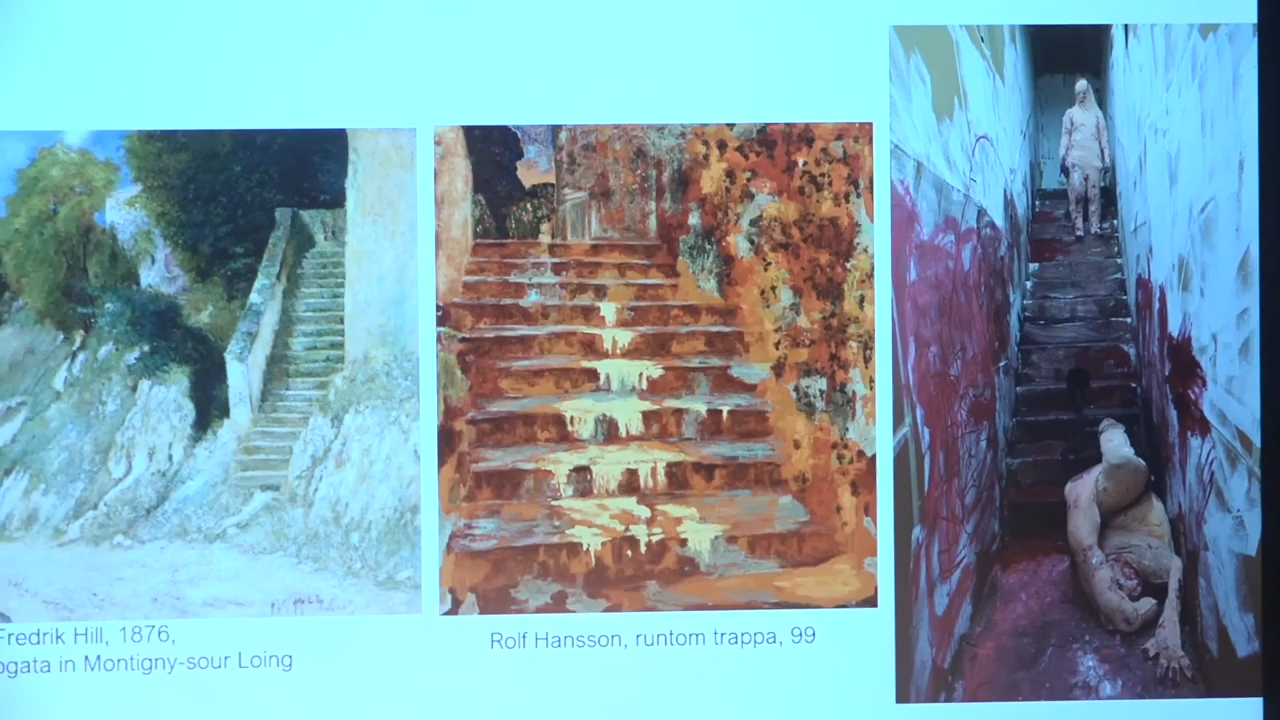 Fredrik Hill, 1876,
ogata in Montigny-sour Loing
Rolf Hansson, runtom trappa, 99